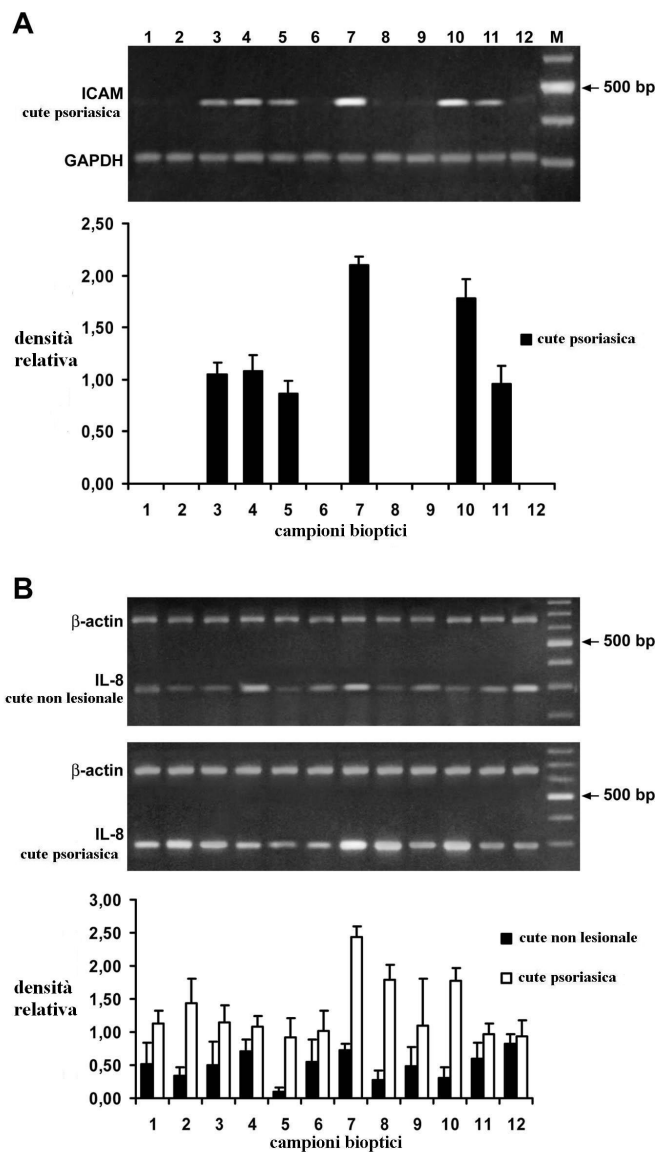 A
1 2 3 4 5 6 7 8 9 10 11 12 M
ICAM
cute psoriasica
500 bp
GAPDH
2,50
2,00
1,50
1,00
0,50
0,00
densità
relativa
cute psoriasica
1 2 3 4 5 6 7 8 9 10 11 12
campioni bioptici
B
β-actin
500 bp
IL-8
cute non lesionale
β-actin
500 bp
IL-8
cute psoriasica
3,00
2,50
2,00
1,50
1,00
0,50
0,00
densità
relativa
cute non lesionale
cute psoriasica
1 2 3 4 5 6 7 8 9 10 11 12
campioni bioptici